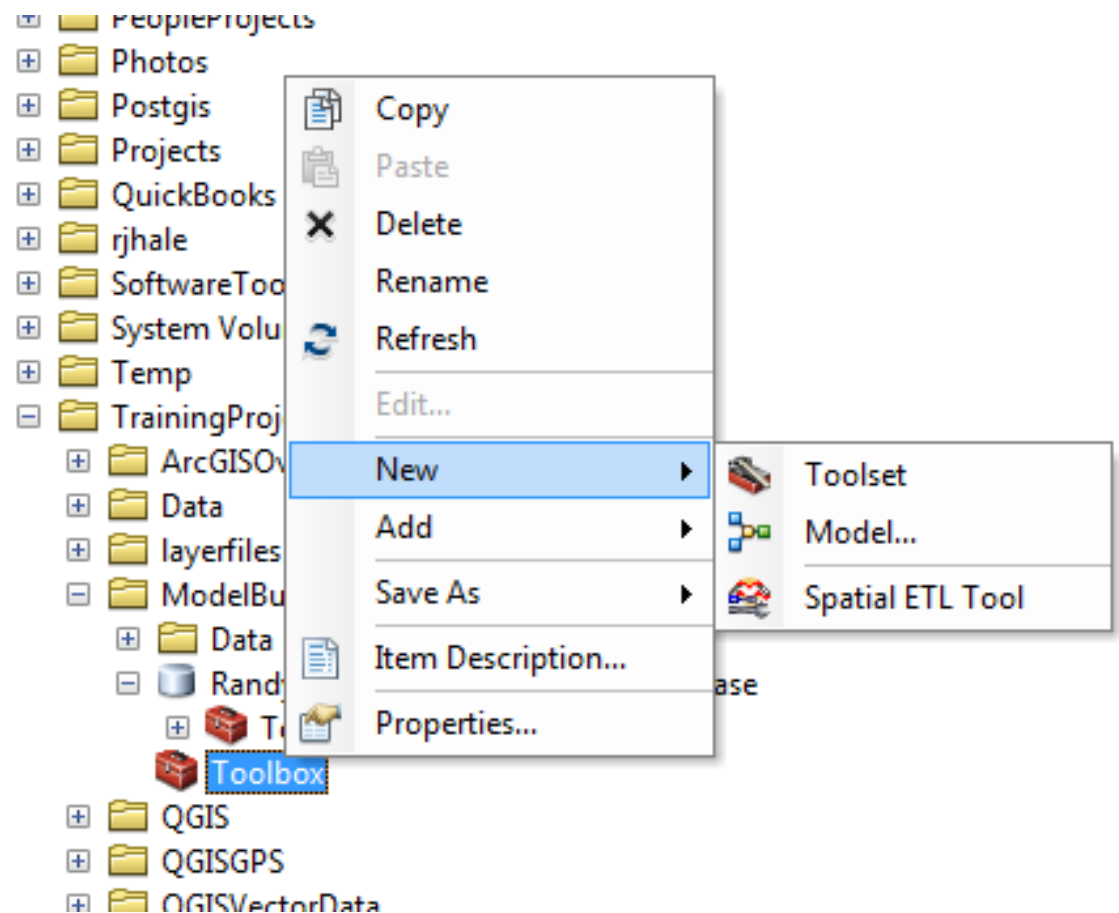 PeopleProjects
Photos
Postgis
Projects
QuickBooks
rjhale
SoftwareToo
System Volu
Temp
TrainingProj
ArcGISOv
Data
layerfiles
ModelBu
Data
Randy
ase
Toolbox
QGIS
QGISGPS
QGISVectorData
Copy
Paste
Delete
Rename
Refresh
Edit...
New
Add
Save As
Item Description...
Properties...
Toolset
Model...
Spatial ETL Tool